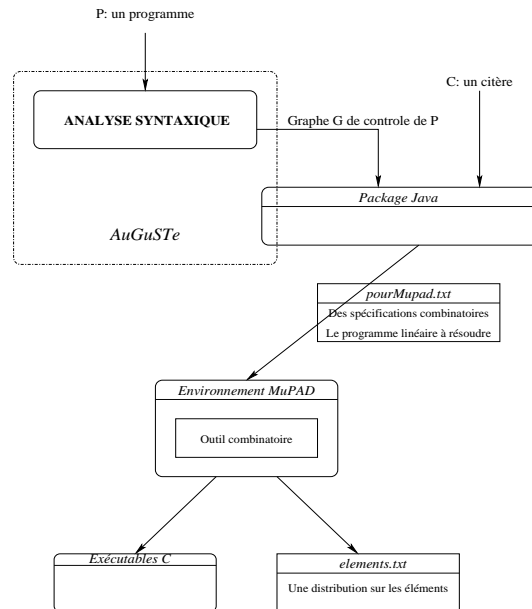 P: un programme
C: un citère
ANALYSE SYNTAXIQUE
Graphe G de controle de P
Package Java
AuGuSTe
pourMupad.txt
Des spécifications combinatoires
Le programme linéaire à résoudre
Environnement MuPAD
Outil combinatoire
Exécutables C
elements.txt
Une distribution sur les éléments